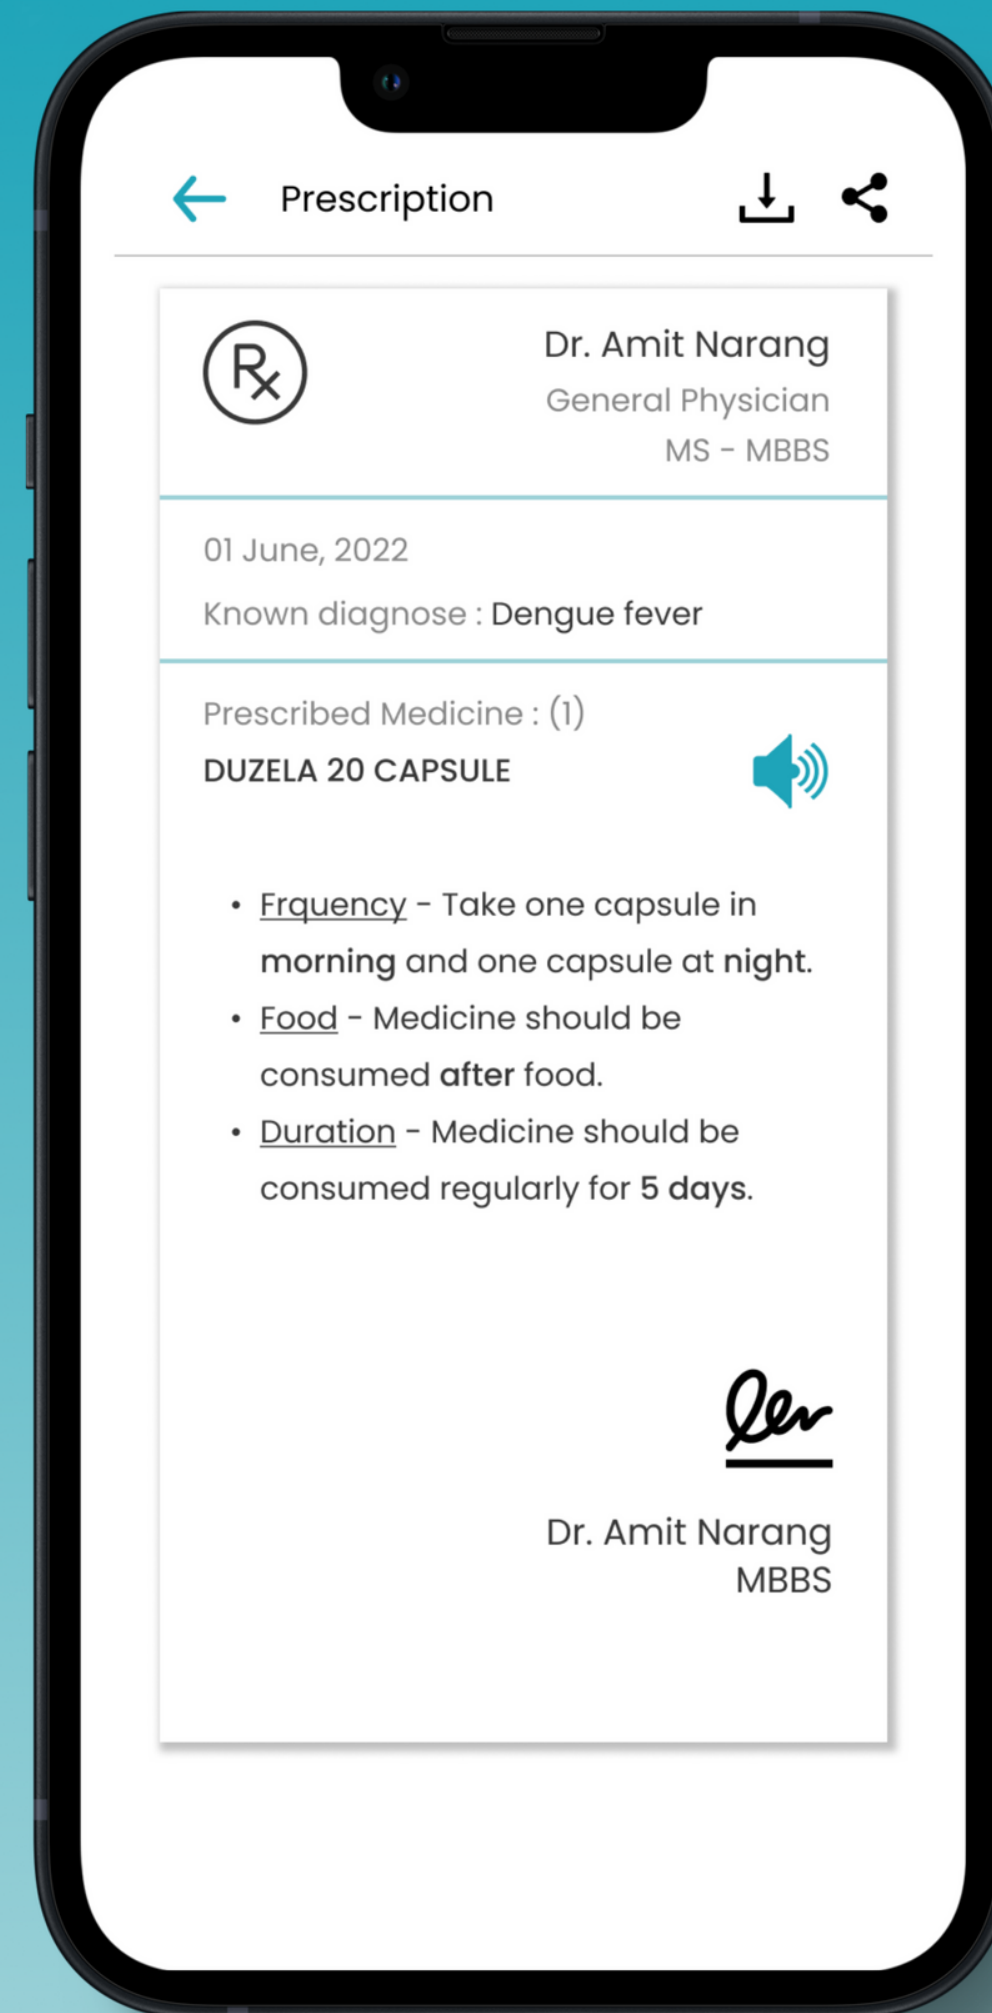 Prescription
Rx
Dr. Amit Narang
General Physician
MS - MBBS
01 June, 2022
Known diagnose : Dengue fever
Prescribed Medicine : (1)
DUZELA 20 CAPSULE
• Frquency - Take one capsule in
morning and one capsule at night.
• Food - Medicine should be
consumed after food.
• Duration - Medicine should be
consumed regularly for 5 days.
Dr. Amit Narang
MBBS